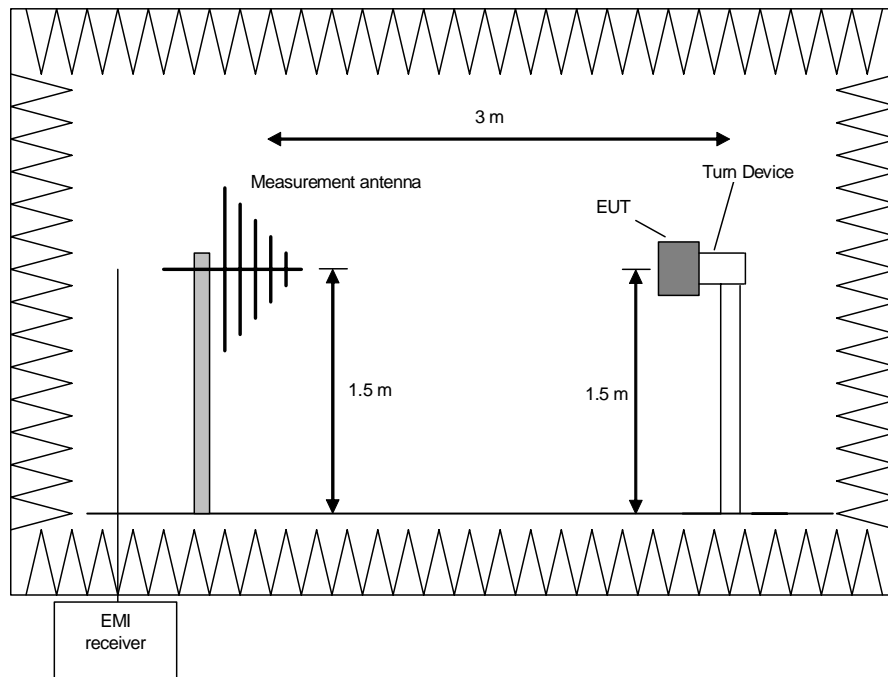 3 m
Measurement antenna
Turn Device
EUT
1.5 m
1.5 m
EMI
receiver